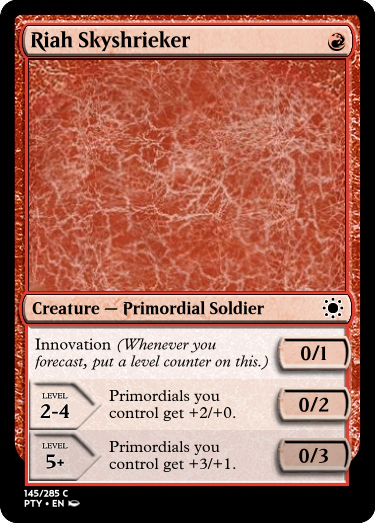 Riah Skyshrieker
Creature — Primordial Soldier
Innovation (Whenever you
forecast, put a level counter on this.)
0/1
LEVEL
2-4
Primordials you
control get +2/+0.
0/2
LEVEL
5+
Primordials you
control get +3/+1.
0/3
145/285 C
PTY • EN